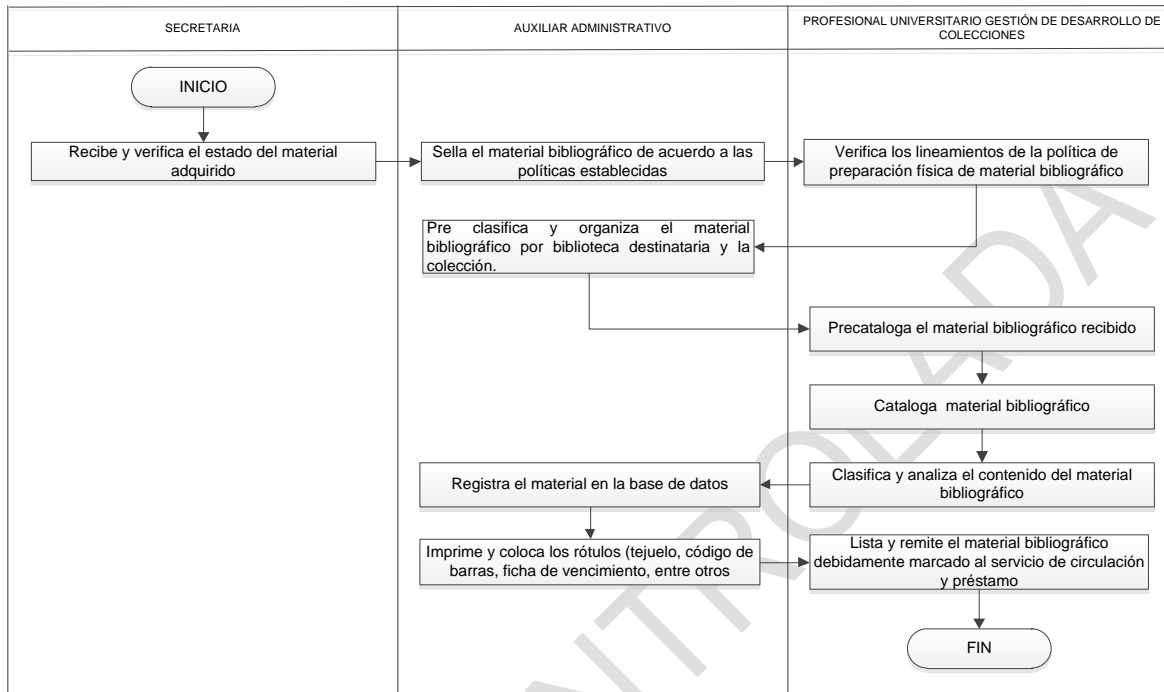 SECRETARIA
AUXILIAR ADMINISTRATIVO
PROFESIONAL UNIVERSITARIO GESTIÓN DE DESARROLLO DE
COLECCIONES
INICIO
Recibe y verifica el estado del material
adquirido
Sella el material bibliográfico de acuerdo a las
políticas establecidas
Verifica los lineamientos de la política de
preparación física de material bibliográfico
Pre clasifica y organiza el material
bibliográfico por biblioteca destinataria y la
colección.
Precataloga el material bibliográfico recibido
Cataloga material bibliográfico
Clasifica y analiza el contenido del material
bibliográfico
Registra el material en la base de datos
Imprime y coloca los rótulos (tejuelo, código de
barras, ficha de vencimiento, entre otros
Lista y remite el material bibliográfico
debidamente marcado al servicio de circulación
y préstamo
FIN
NTROLADA